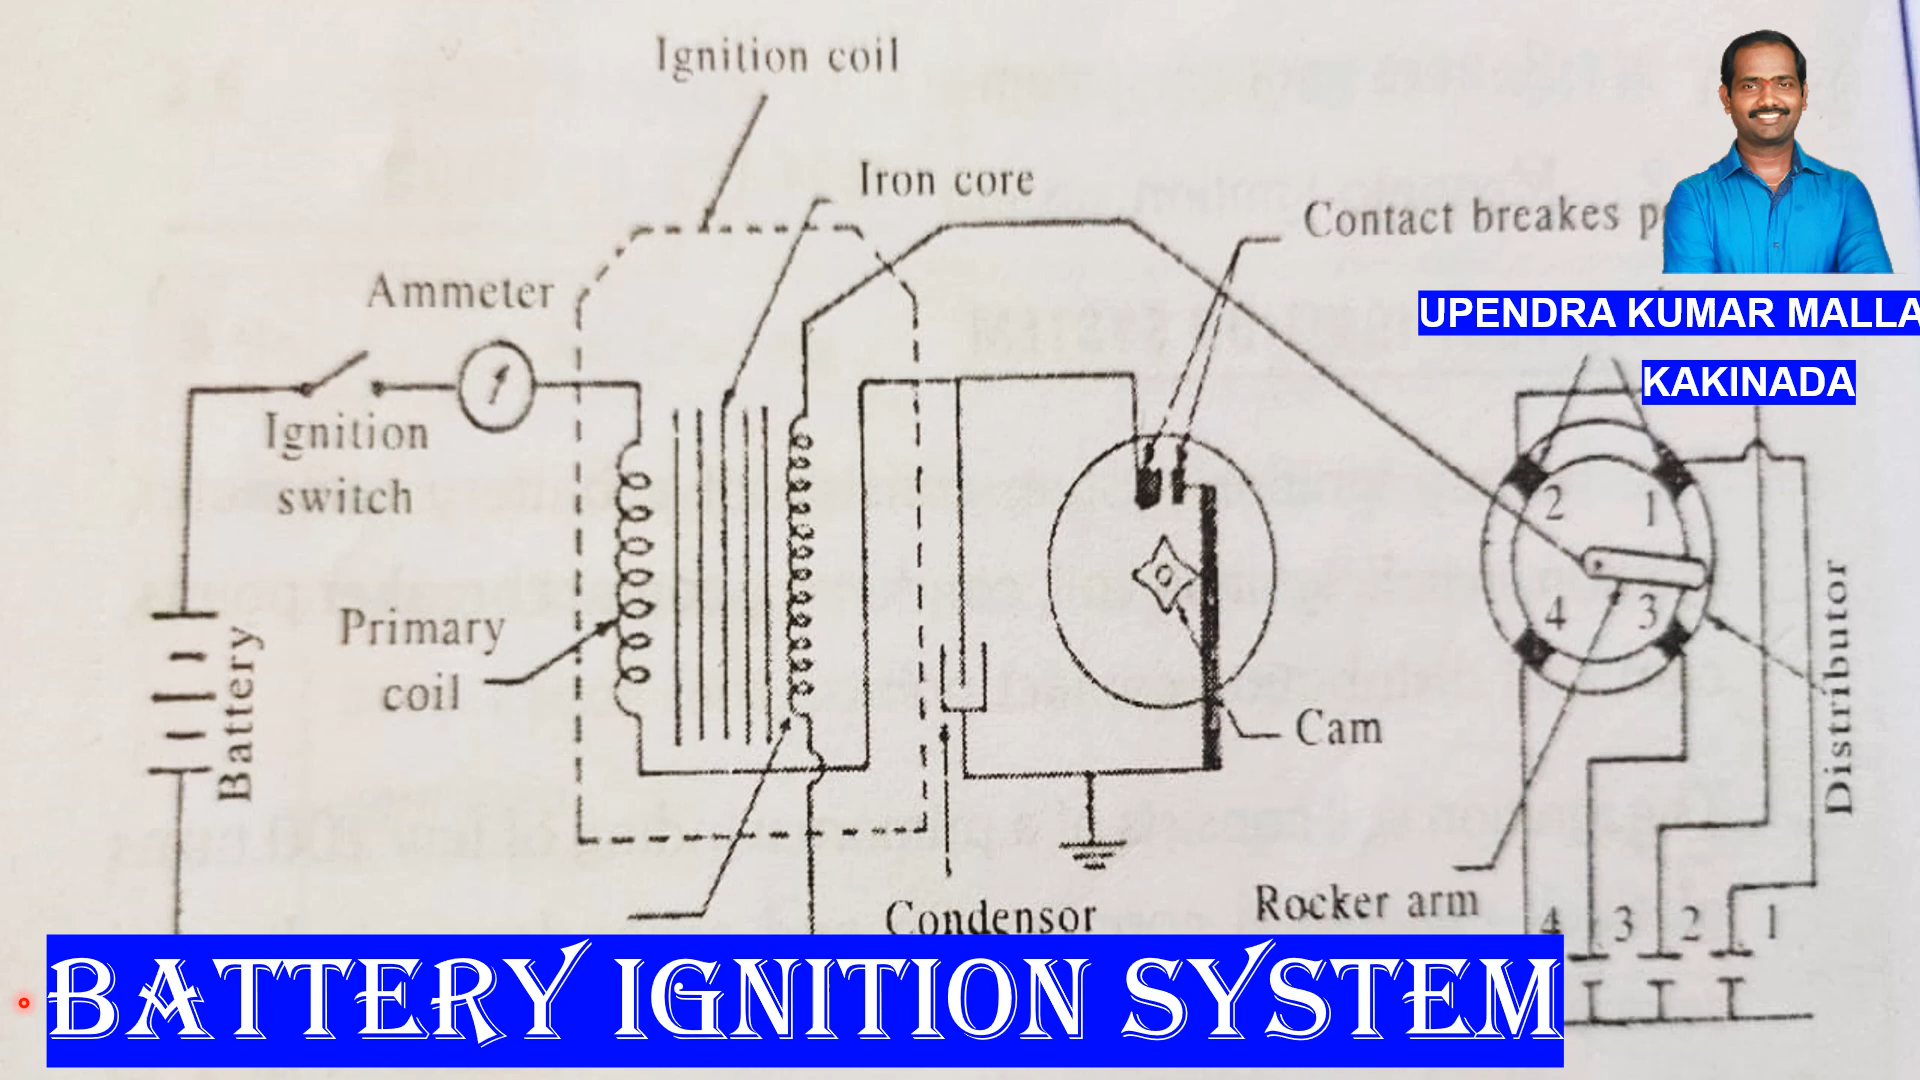 Ignition coil
Iron core
Contact breakes
UPENDRA KUMAR MALLA
KAKINADA
Ammeter
Ignition
switch
Primary
coil
Battery
Cam
2
1
4
3
Distributor
Condensor
Rocker arm
4
3
2
1
BATTERY IGNITION SYSTEM